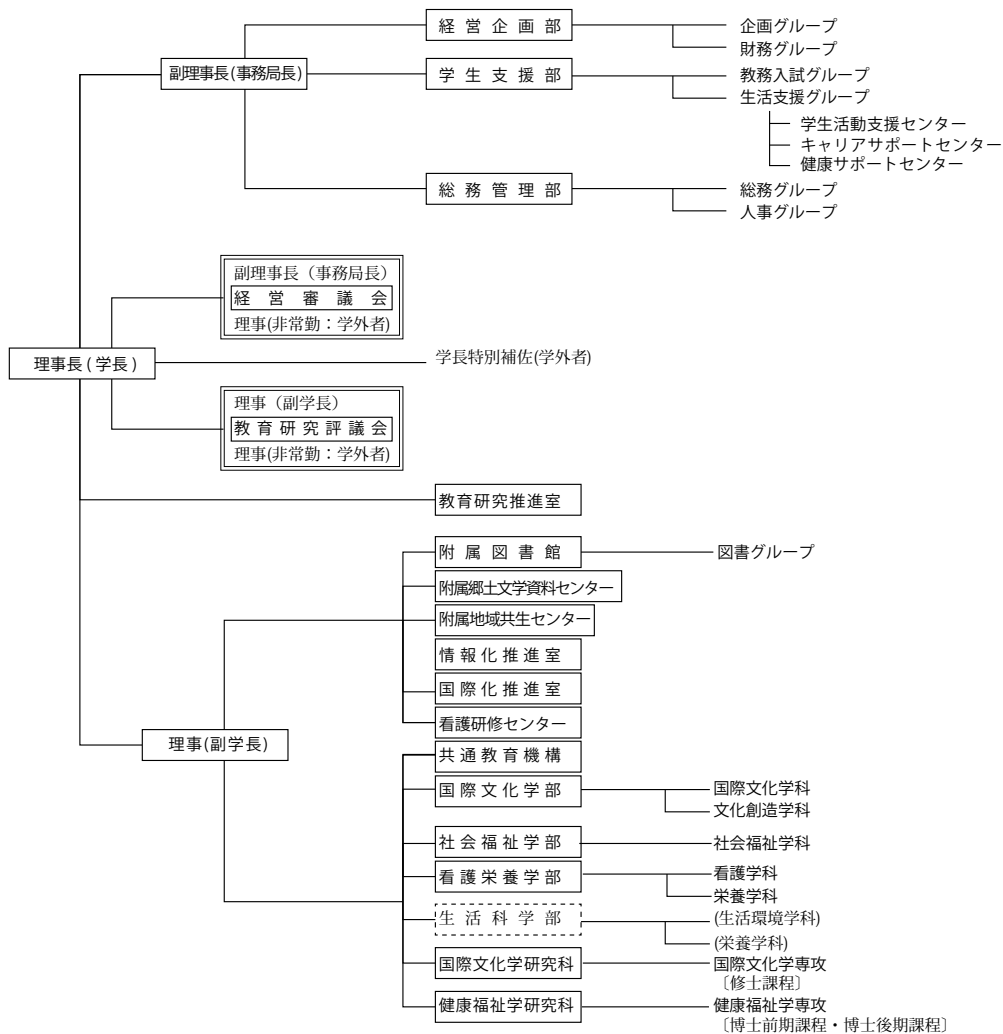 経営企画部
企画グループ
財務グループ
副理事長(事務局長)
学生支援部
教務入試グループ
生活支援グループ
学生活動支援センター
キャリアサポートセンター
健康サポートセンター
総務管理部
総務グループ
人事グループ
副理事長（事務局長）
経営審議会
理事(非常勤：学外者)
理事長(学長)
学長特別補佐(学外者)
理事（副学長）
教育研究評議会
理事(非常勤：学外者)
教育研究推進室
附属図書館
図書グループ
附属郷土文学資料センター
附属地域共生センター
情報化推進室
国際化推進室
看護研修センター
理事(副学長)
共通教育機構
国際文化学部
国際文化学科
文化創造学科
社会福祉学部
社会福祉学科
看護栄養学部
看護学科
栄養学科
生活科学部
(生活環境学科)
(栄養学科)
国際文化学研究科
国際文化学専攻
〔修士課程〕
健康福祉学研究科
健康福祉学専攻
〔博士前期課程・博士後期課程〕